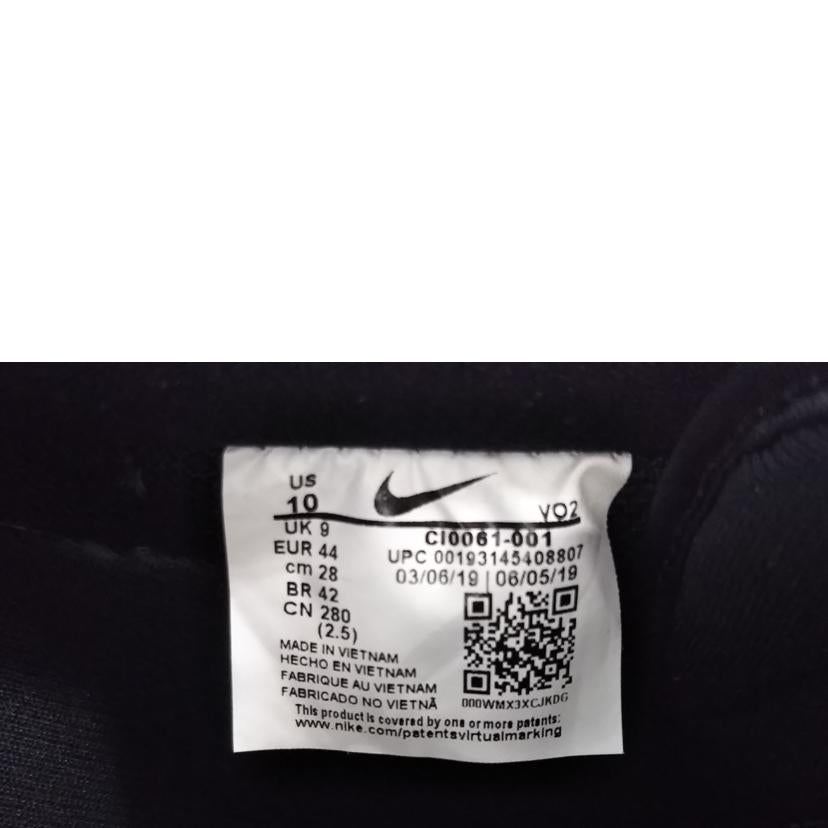 US
10
UK 9
EUR 44
cm 28
BR 42
CN 280
(2.5)
VO2
CI0061-001
UPC 00193145408807
03/06/19 | 06/05/19
MADE IN VIETNAM
HECHO EN VIETNAM
FABRIQUE AU VIETNAM
FABRICADO NO VIETNÃ
000WMX3XCJKDG
This product is covered by one or more patents:
www.nike.com/patentsvirtualmarking